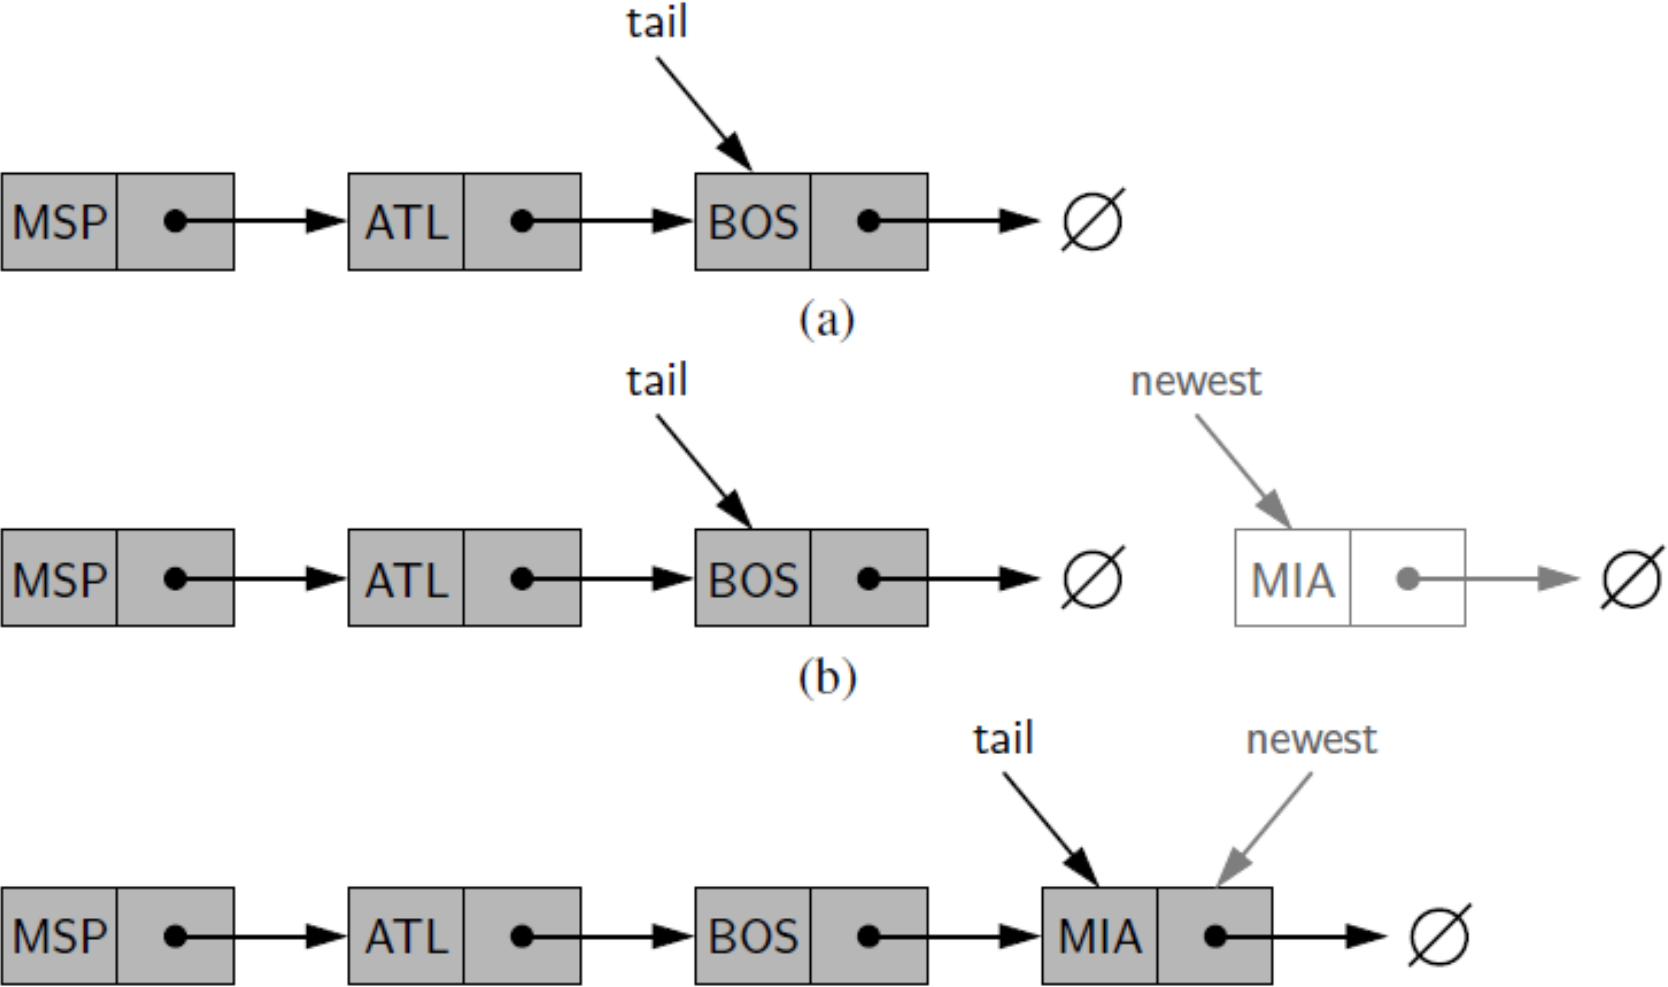 tail
MSP ATL BOS ∅
(a)
tail newest
MSP ATL BOS ∅ MIA ∅
(b)
tail newest
MSP ATL BOS MIA ∅